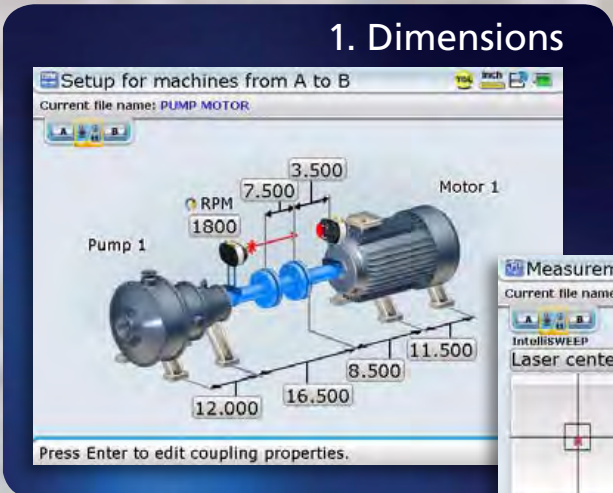 1. Dimensions
Setup for machines from A to B
inch
Current file name: PUMP MOTOR
A B
3.500
7.500
Motor 1
RPM
1800
Pump 1
11.500
8.500
16.500
12.000
Press Enter to edit coupling properties.
Measurem
Current file name
A B
IntelliSWEEP
Laser cente